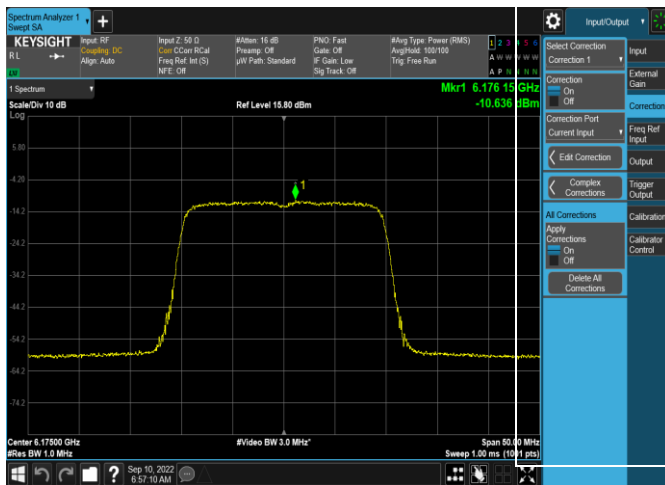 Spectrum Analyzer 1
Swept SA
Input/Output
KEYSIGHT
R L
Input: RF
Coupling: DC
Align: Auto
Input Z: 50 Ω
Corr CCorr RCal
Freq Ref: Int (S)
NFE: Off
#Atten: 16 dB
Preamp: Off
µW Path: Standard
PNO: Fast
Gate: Off
IF Gain: Low
Sig Track: Off
#Avg Type: Power (RMS)
Avg|Hold: 100/100
Trig: Free Run
1 2 3 4 5 6
A W W W W W
A P N N N N
1 Spectrum
Scale/Div 10 dB
Log
Ref Level 15.80 dBm
Mkr1 6.176 15 GHz
-10.636 dBm
5.80
-4.20
-14.2
-24.2
-34.2
-44.2
-54.2
-64.2
-74.2
1
Center 6.17500 GHz
#Res BW 1.0 MHz
#Video BW 3.0 MHz*
Span 50.00 MHz
Sweep 1.00 ms (1001 pts)
Sep 10, 2022
6:57:10 AM
Select Correction
Correction 1
Correction
On
Off
Correction Port
Current Input
Edit Correction
Complex
Corrections
All Corrections
Apply
Corrections
On
Off
Delete All
Corrections
Input
External
Gain
Correction
Freq Ref
Input
Output
Trigger
Output
Calibration
Calibrator
Control